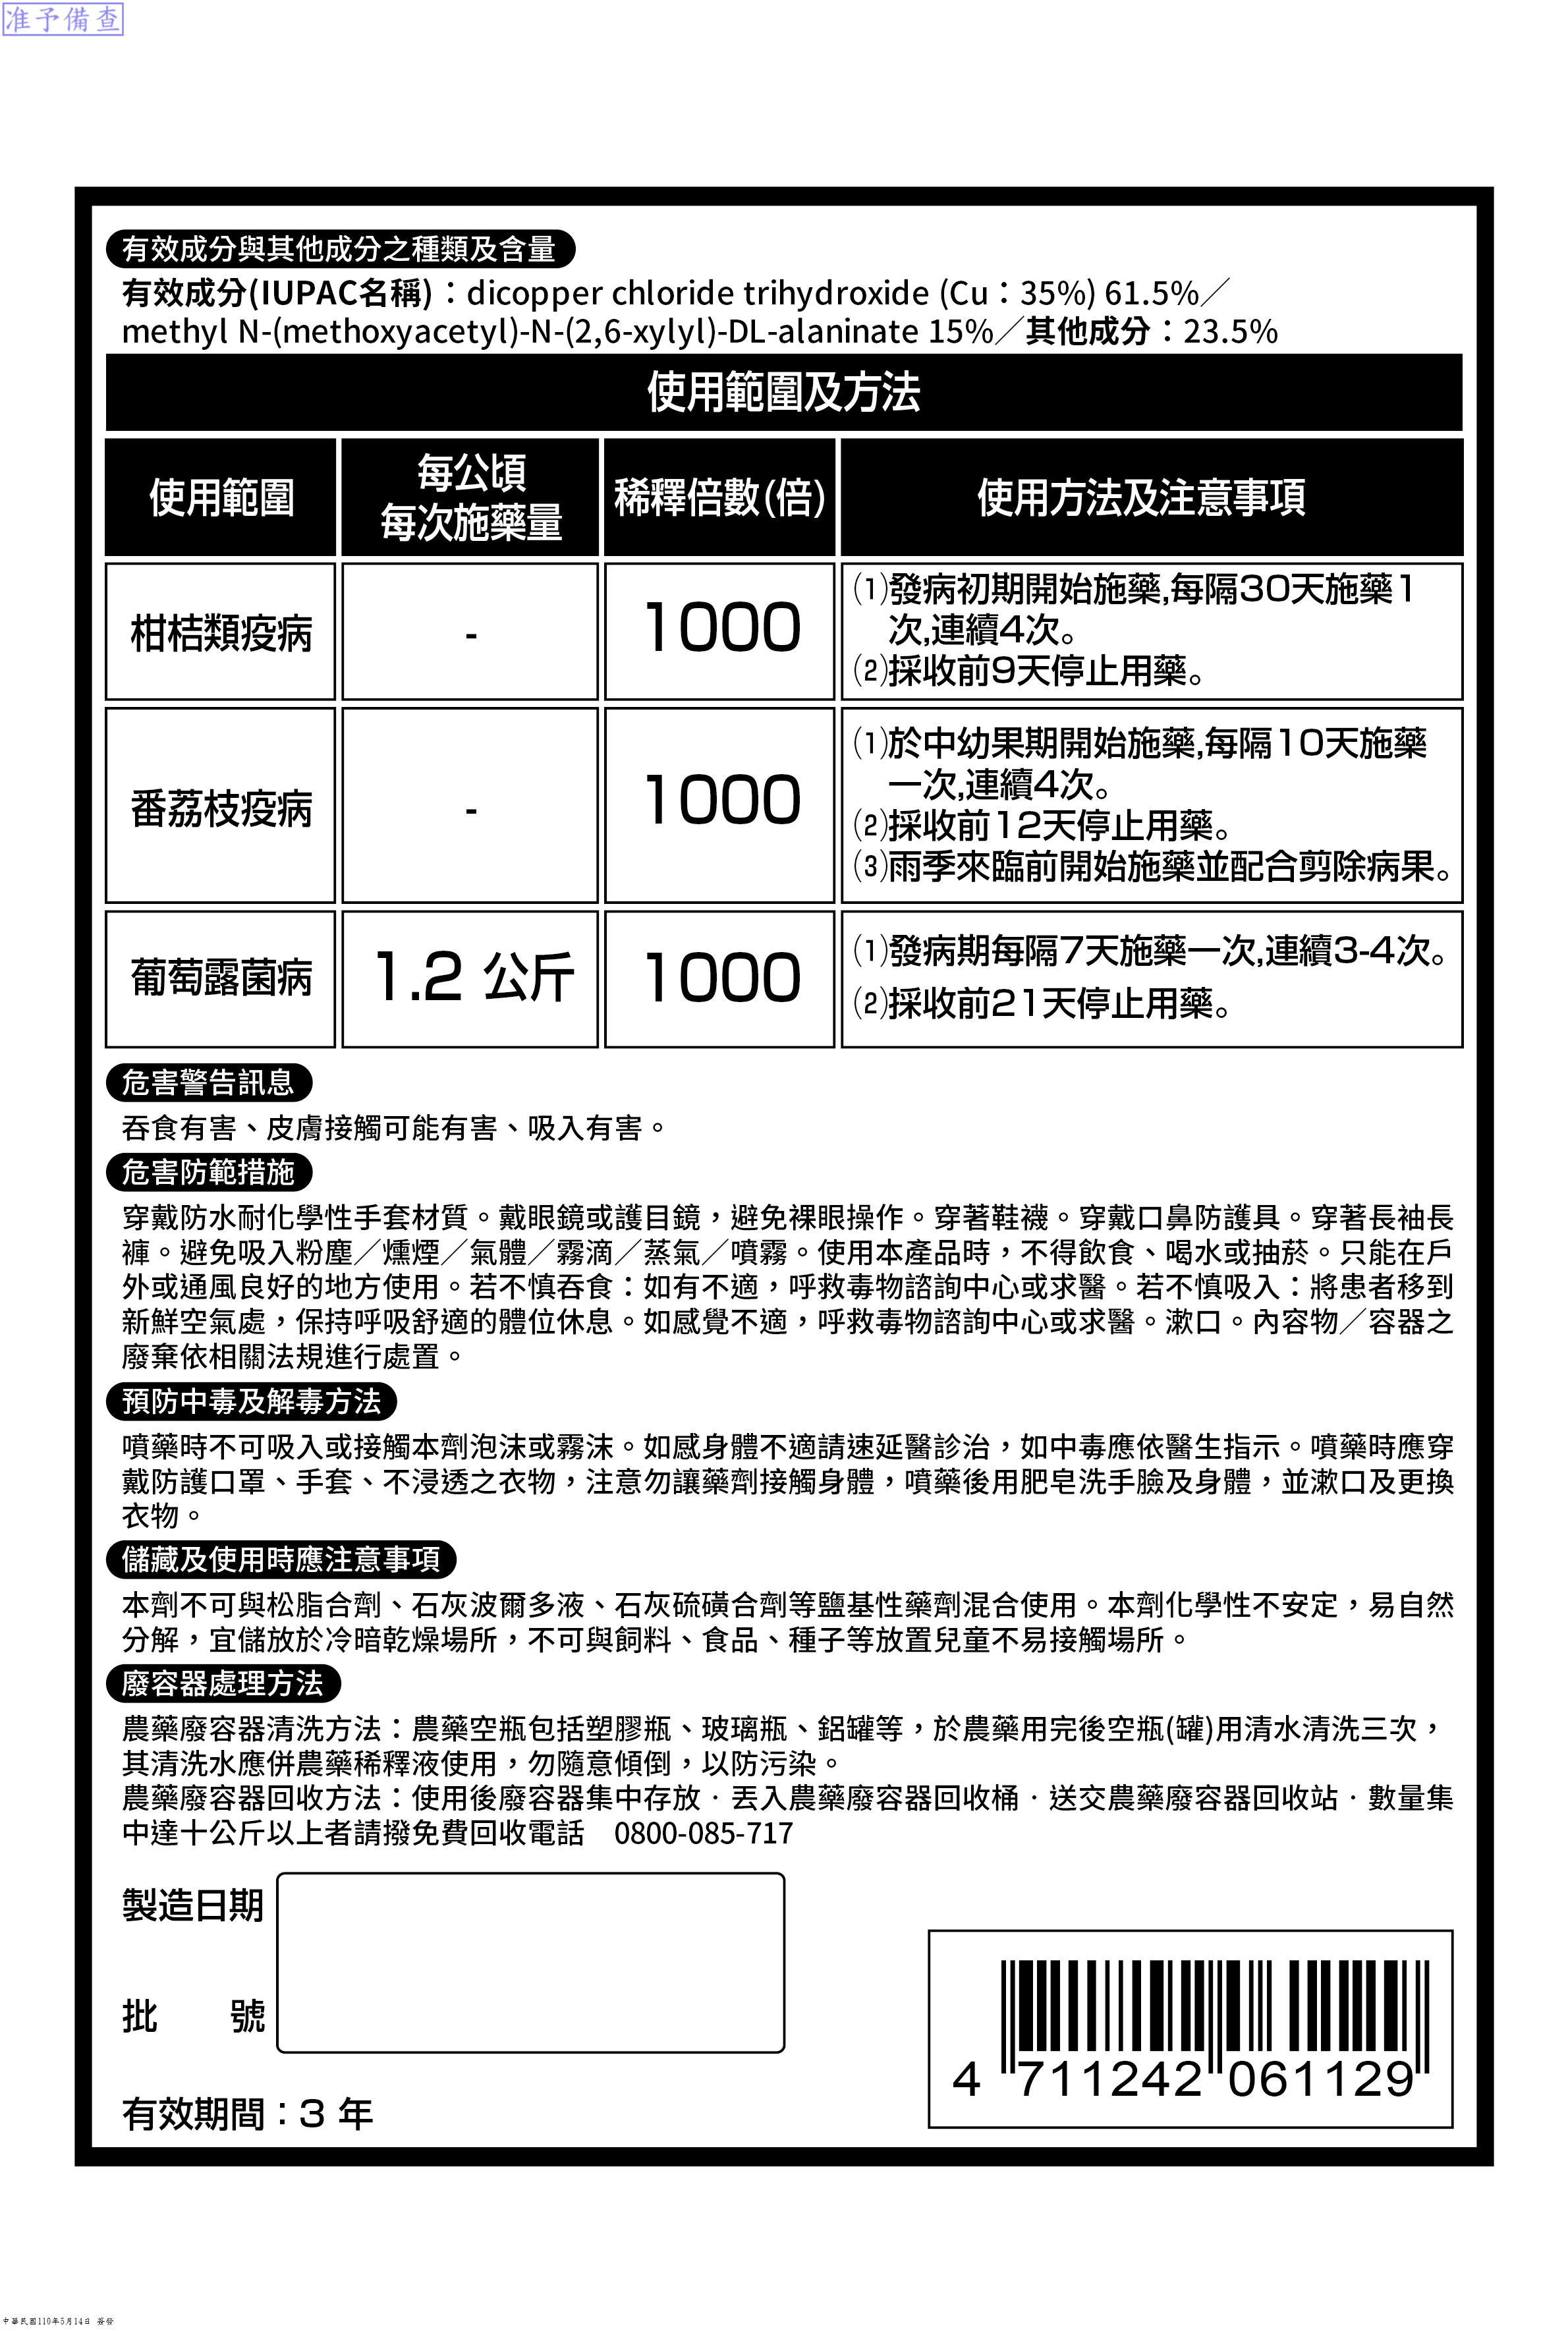 准予備查
有效成分與其他成分之種類及含量
有效成分(IUPAC名稱)：dicopper chloride trihydroxide (Cu：35%) 61.5%／
methyl N-(methoxyacetyl)-N-(2,6-xylyl)-DL-alaninate 15%／其他成分：23.5%
使用範圍及方法
使用範圍
每公頃
每次施藥量
稀釋倍數(倍)
使用方法及注意事項
柑桔類疫病
-
1000
⑴發病初期開始施藥,每隔30天施藥1
次,連續4次。
⑵採收前9天停止用藥。
番荔枝疫病
-
1000
⑴於中幼果期開始施藥,每隔10天施藥
一次,連續4次。
⑵採收前12天停止用藥。
⑶雨季來臨前開始施藥並配合剪除病果。
葡萄露菌病
1.2 公斤
1000
⑴發病期每隔7天施藥一次,連續3-4次。
⑵採收前21天停止用藥。
危害警告訊息
吞食有害、皮膚接觸可能有害、吸入有害。
危害防範措施
穿戴防水耐化學性手套材質。戴眼鏡或護目鏡，避免裸眼操作。穿著鞋襪。穿戴口鼻防護具。穿著長袖長
褲。避免吸入粉塵／燻煙／氣體／霧滴／蒸氣／噴霧。使用本產品時，不得飲食、喝水或抽菸。只能在戶
外或通風良好的地方使用。若不慎吞食：如有不適，呼救毒物諮詢中心或求醫。若不慎吸入：將患者移到
新鮮空氣處，保持呼吸舒適的體位休息。如感覺不適，呼救毒物諮詢中心或求醫。漱口。內容物／容器之
廢棄依相關法規進行處置。
預防中毒及解毒方法
噴藥時不可吸入或接觸本劑泡沫或霧沫。如感身體不適請速延醫診治，如中毒應依醫生指示。噴藥時應穿
戴防護口罩、手套、不浸透之衣物，注意勿讓藥劑接觸身體，噴藥後用肥皂洗手臉及身體，並漱口及更換
衣物。
儲藏及使用時應注意事項
本劑不可與松脂合劑、石灰波爾多液、石灰硫磺合劑等鹽基性藥劑混合使用。本劑化學性不安定，易自然
分解，宜儲放於冷暗乾燥場所，不可與飼料、食品、種子等放置兒童不易接觸場所。
廢容器處理方法
農藥廢容器清洗方法：農藥空瓶包括塑膠瓶、玻璃瓶、鋁罐等，於農藥用完後空瓶(罐)用清水清洗三次，
其清洗水應併農藥稀釋液使用，勿隨意傾倒，以防污染。
農藥廢容器回收方法：使用後廢容器集中存放．丟入農藥廢容器回收桶．送交農藥廢容器回收站．數量集
中達十公斤以上者請撥免費回收電話　0800-085-717
製造日期
批　號
有效期間：3 年
4 711242 061129
中華民國110年5月14日 簽發